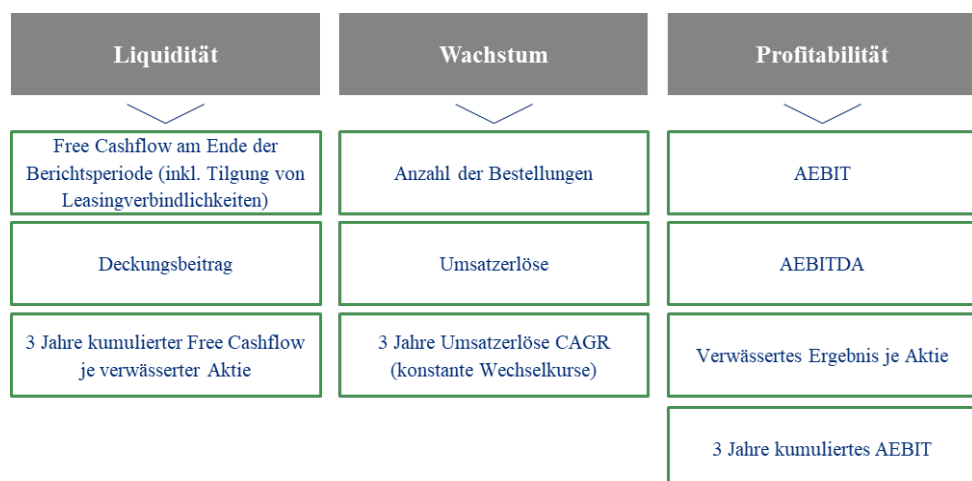 Liquidität
Wachstum
Profitabilität
Free Cashflow am Ende der
Berichtsperiode (inkl. Tilgung von
Leasingverbindlichkeiten)
Anzahl der Bestellungen
AEBIT
Deckungsbeitrag
Umsatzerlöse
AEBITDA
3 Jahre kumulierter Free Cashflow
je verwässerter Aktie
3 Jahre Umsatzerlöse CAGR
(konstante Wechselkurse)
Verwässertes Ergebnis je Aktie
3 Jahre kumuliertes AEBIT